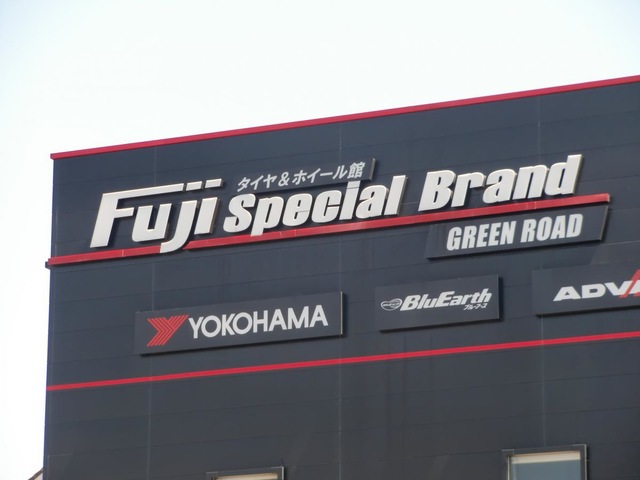 タイヤ&ホイール館
Fuji Special Brand
GREEN ROAD
YOKOHAMA
BluEarth
ブルーアース
ADVA